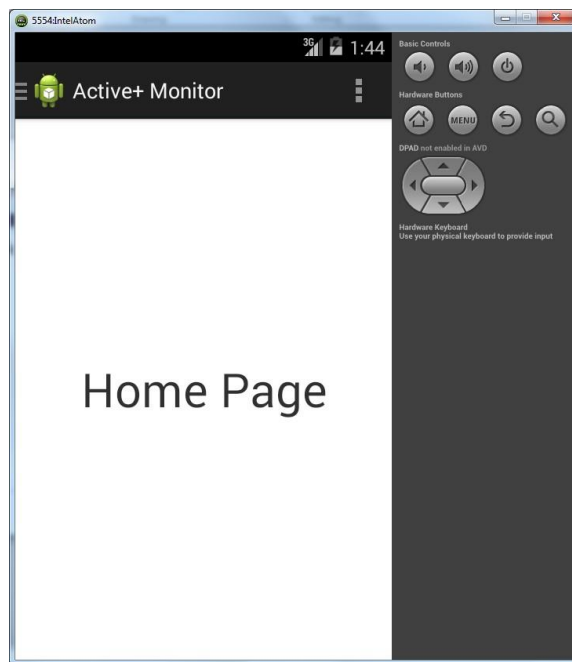 5554:IntelAtom
3G 1:44
Active+ Monitor
Home Page
Basic Controls
Hardware Buttons
MENU
DPAD not enabled in AVD
Hardware Keyboard
Use your physical keyboard to provide input